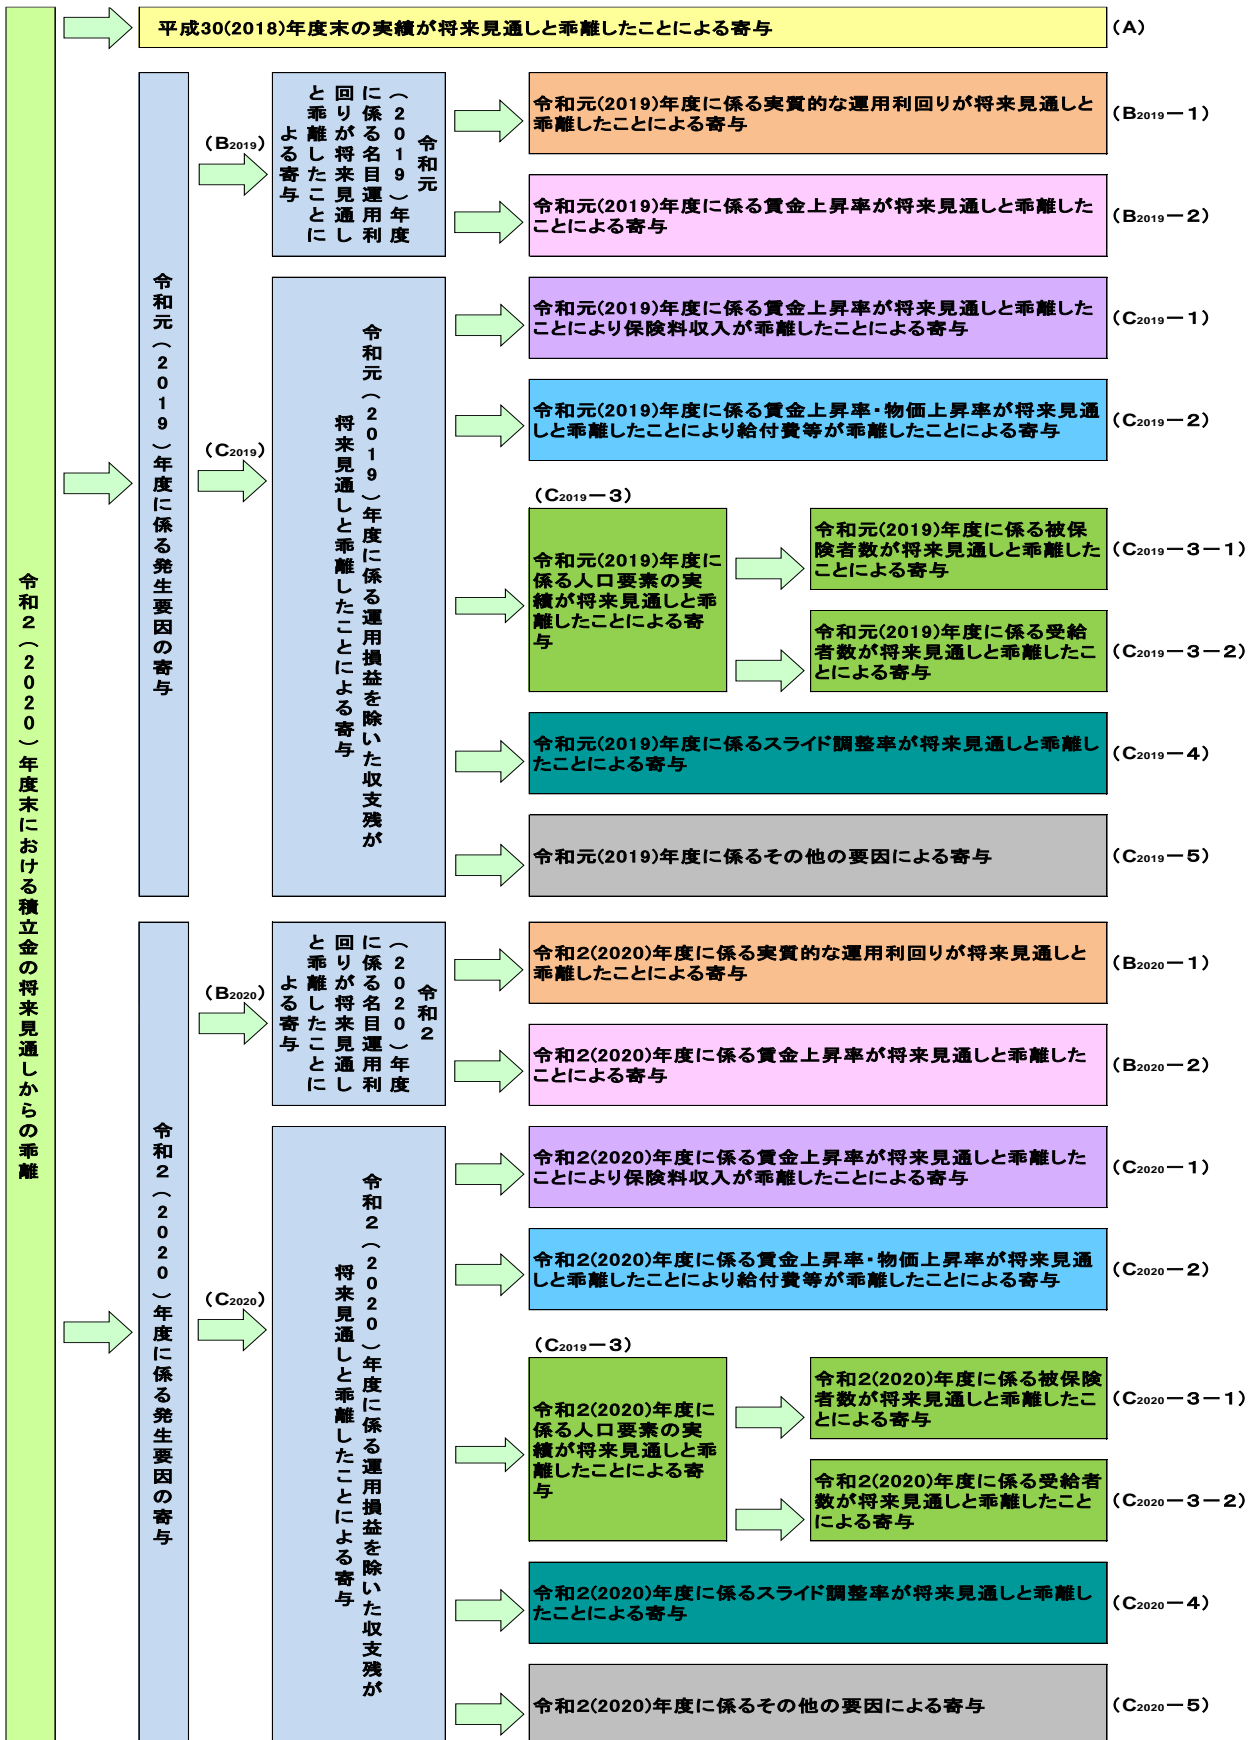 令和２（２０２０）年度末における積立金の将来見通しからの乖離
平成30(2018)年度末の実績が将来見通しと乖離したことによる寄与
(A)
令和元（２０１９）年度に係る発生要因の寄与
(B2019)
令和元
（２０１９）年度
に係る名目運用利
回りが将来見通し
と乖離したことに
よる寄与
令和元(2019)年度に係る実質的な運用利回りが将来見通しと
乖離したことによる寄与
(B2019－1)
令和元(2019)年度に係る賃金上昇率が将来見通しと乖離した
ことによる寄与
(B2019－2)
(C2019)
令和元（２０１９）年度に係る運用損益を除いた収支残が
将来見通しと乖離したことによる寄与
令和元(2019)年度に係る賃金上昇率が将来見通しと乖離した
ことにより保険料収入が乖離したことによる寄与
(C2019－1)
令和元(2019)年度に係る賃金上昇率・物価上昇率が将来見通
しと乖離したことにより給付費等が乖離したことによる寄与
(C2019－2)
(C2019－3)
令和元(2019)年度に
係る人口要素の実
績が将来見通しと乖
離したことによる寄
与
令和元(2019)年度に係る被保
険者数が将来見通しと乖離した
ことによる寄与
(C2019－3－1)
令和元(2019)年度に係る受給
者数が将来見通しと乖離したこ
とによる寄与
(C2019－3－2)
令和元(2019)年度に係るスライド調整率が将来見通しと乖離し
たことによる寄与
(C2019－4)
令和元(2019)年度に係るその他の要因による寄与
(C2019－5)
令和２（２０２０）年度に係る発生要因の寄与
(B2020)
令和２
（２０２０）年度
に係る名目運用利
回りが将来見通し
と乖離したことに
よる寄与
令和2(2020)年度に係る実質的な運用利回りが将来見通しと
乖離したことによる寄与
(B2020－1)
令和2(2020)年度に係る賃金上昇率が将来見通しと乖離した
ことによる寄与
(B2020－2)
(C2020)
令和２（２０２０）年度に係る運用損益を除いた収支残が
将来見通しと乖離したことによる寄与
令和2(2020)年度に係る賃金上昇率が将来見通しと乖離した
ことにより保険料収入が乖離したことによる寄与
(C2020－1)
令和2(2020)年度に係る賃金上昇率・物価上昇率が将来見通
しと乖離したことにより給付費等が乖離したことによる寄与
(C2020－2)
(C2019－3)
令和2(2020)年度に
係る人口要素の実
績が将来見通しと乖
離したことによる寄
与
令和2(2020)年度に係る被保険
者数が将来見通しと乖離したこ
とによる寄与
(C2020－3－1)
令和2(2020)年度に係る受給者
数が将来見通しと乖離したこと
による寄与
(C2020－3－2)
令和2(2020)年度に係るスライド調整率が将来見通しと乖離し
たことによる寄与
(C2020－4)
令和2(2020)年度に係るその他の要因による寄与
(C2020－5)